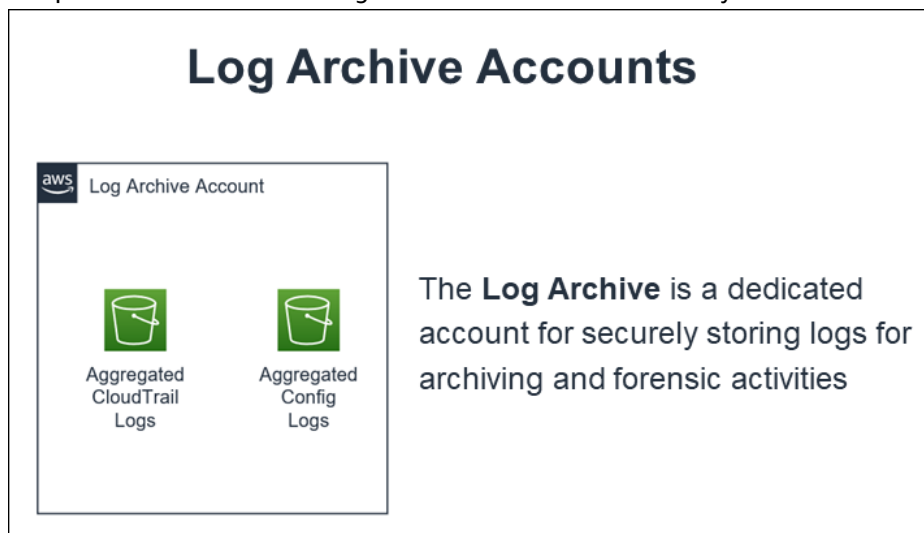 Log Archive Accounts
aws
Log Archive Account
Aggregated
CloudTrail
Logs
Aggregated
Config
Logs
The Log Archive is a dedicated
account for securely storing logs for
archiving and forensic activities